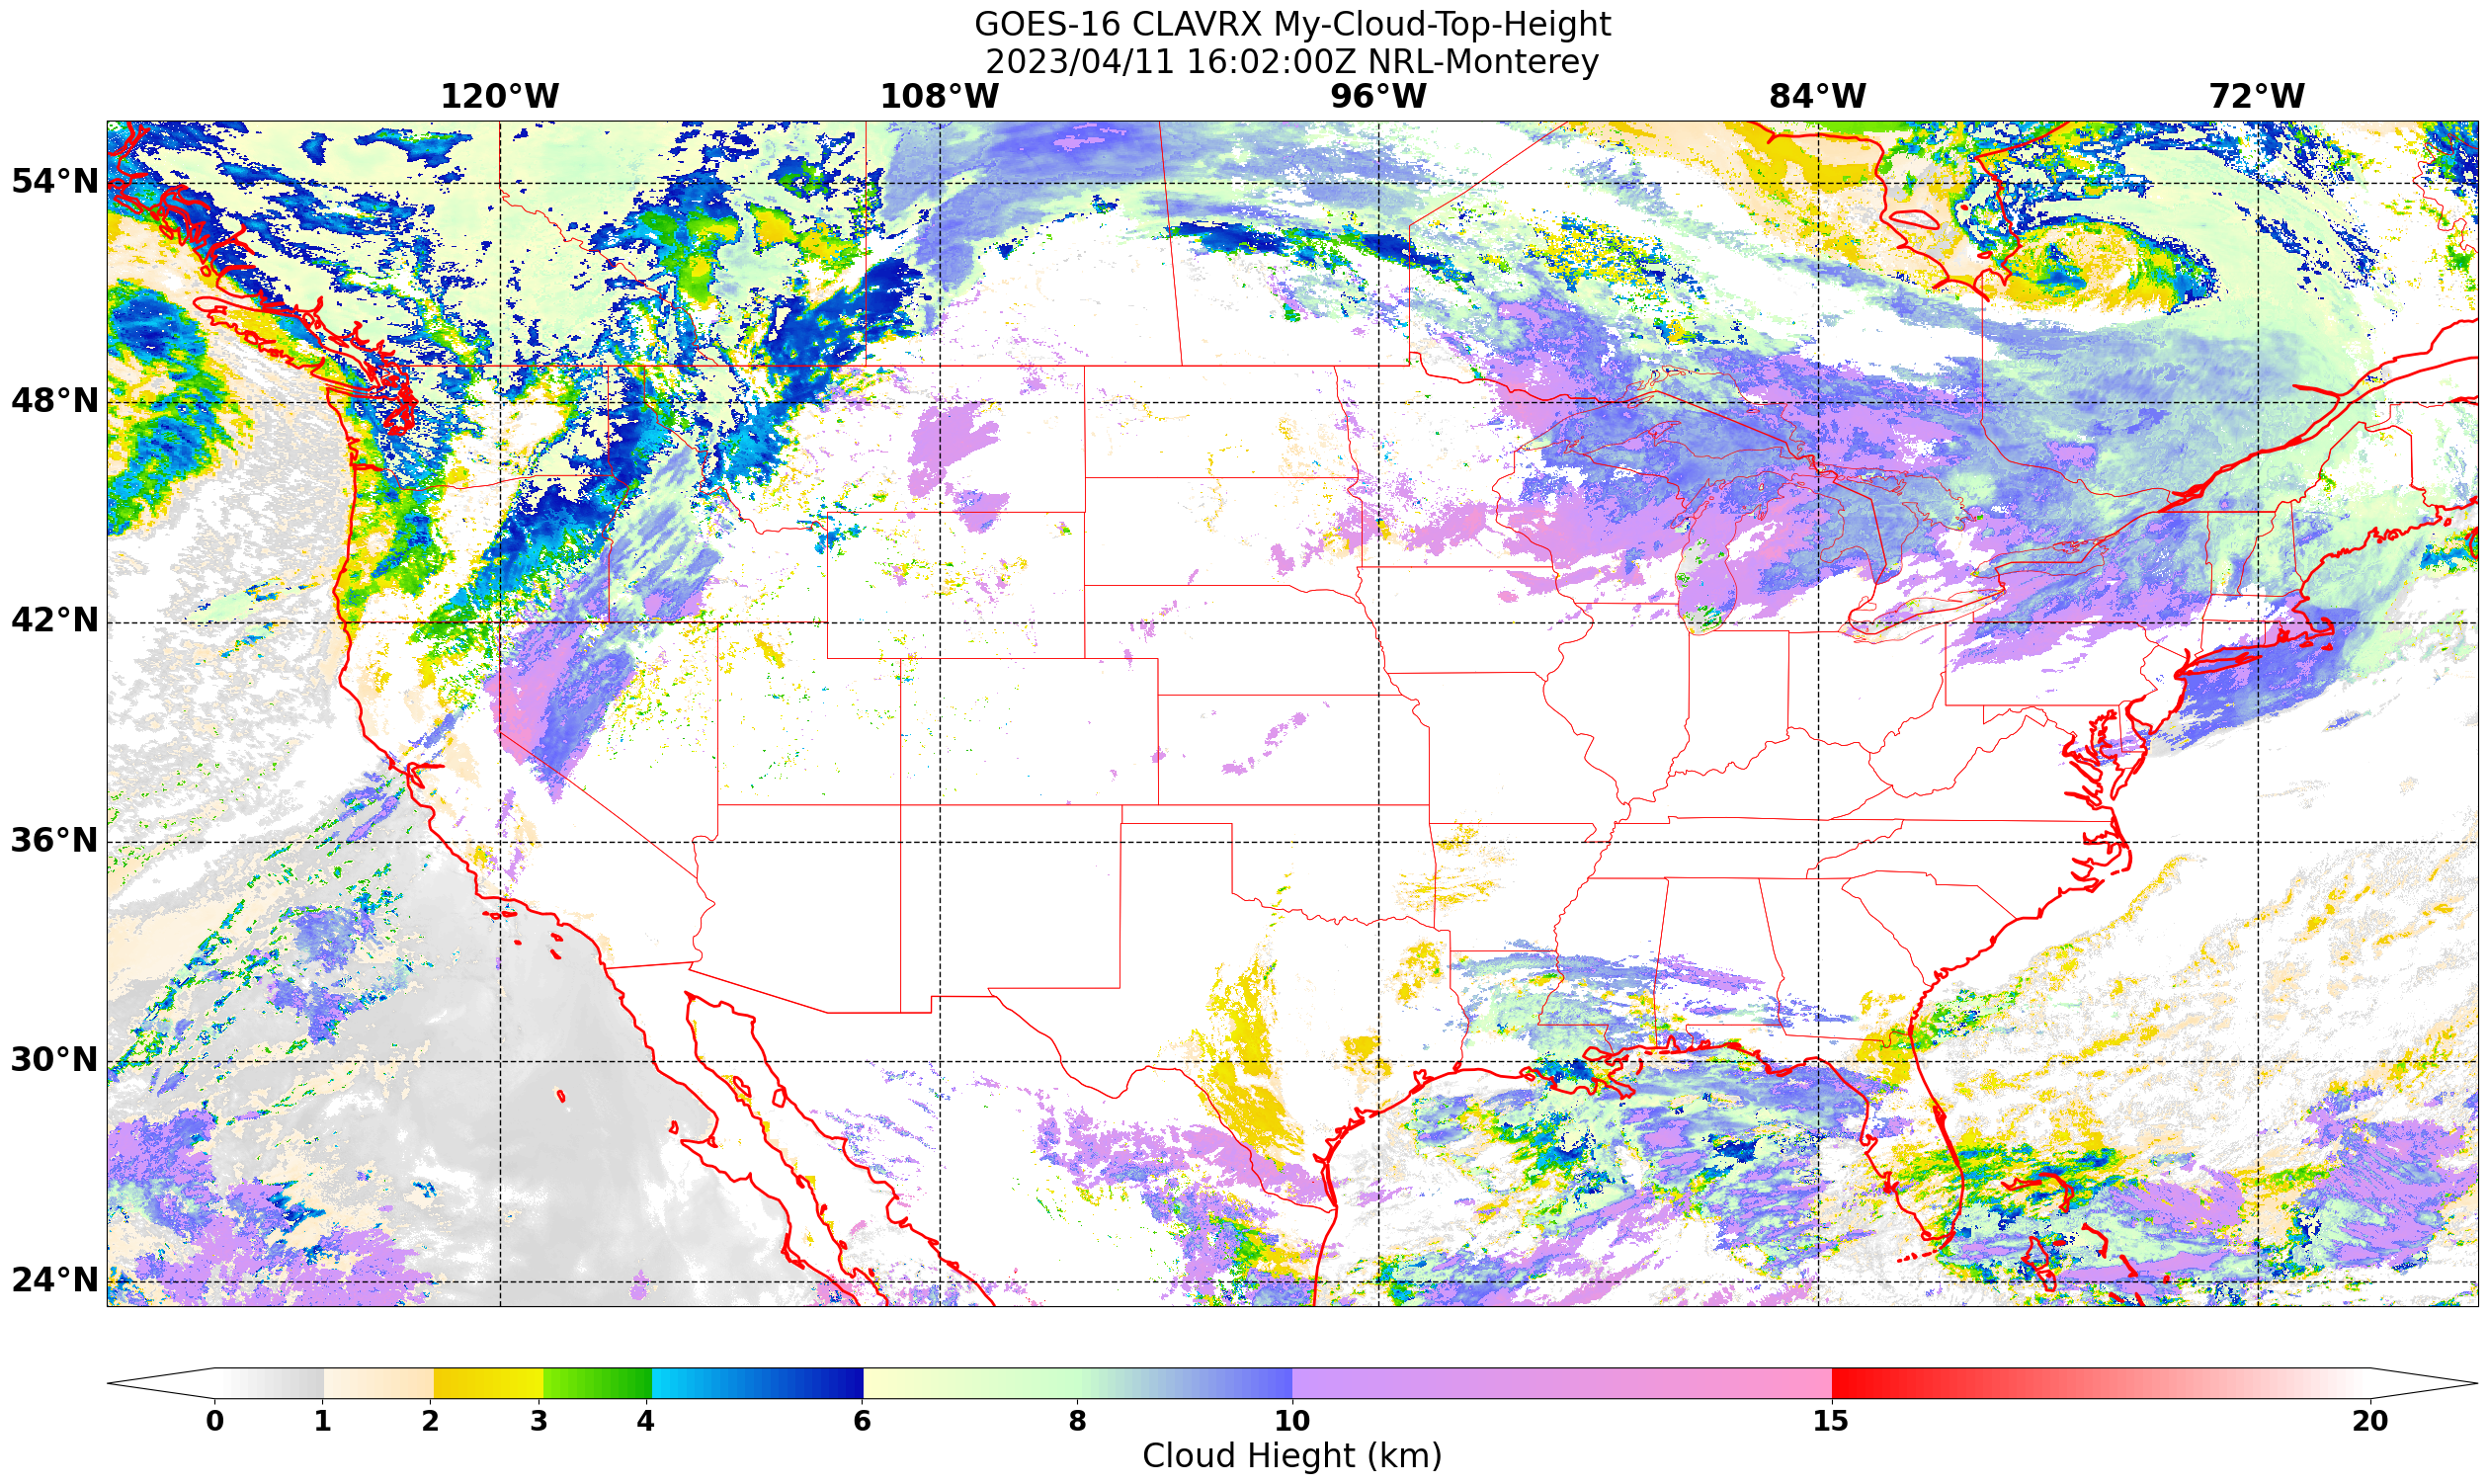 GOES-16 CLAVRX My-Cloud-Top-Height
2023/04/11 16:02:00Z NRL-Monterey
120°W 108°W 96°W 84°W 72°W
54°N
48°N
42°N
36°N
30°N
24°N
0 1 2 3 4 6 8 10 15 20
Cloud Hieght (km)